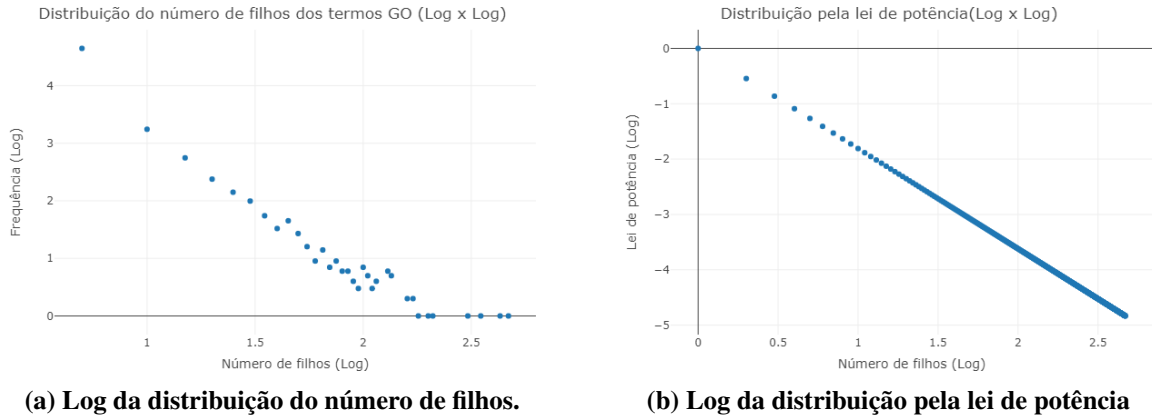 Distribuição do número de filhos dos termos GO (Log x Log)
Frequência (Log)
4
3
2
1
0
1
1.5
2
2.5
Número de filhos (Log)
(a) Log da distribuição do número de filhos.
Distribuição pela lei de potência(Log x Log)
Lei de potência (Log)
0
−1
−2
−3
−4
−5
0
0.5
1
1.5
2
2.5
Número de filhos (Log)
(b) Log da distribuição pela lei de potência